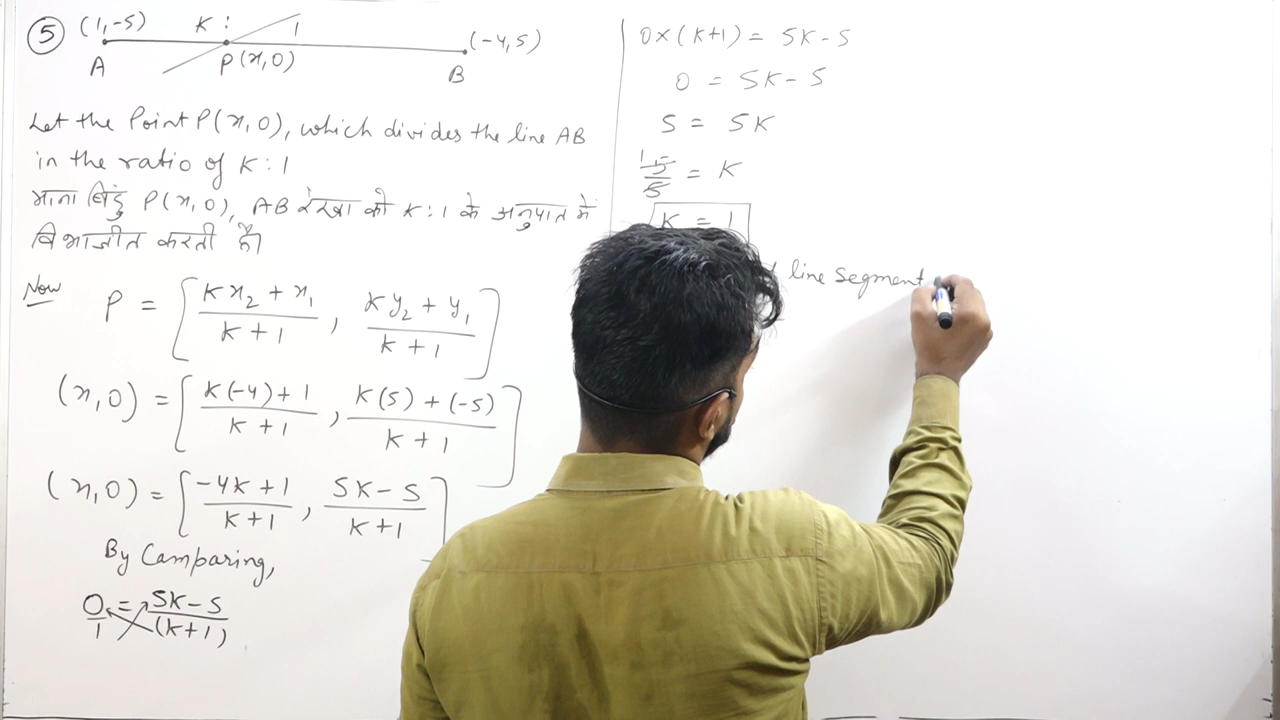 5
(1,-5) K : 1 (-4,5)
A P(x,0) B
Let the Point P(x,0), which divides the line AB
in the ratio of K:1
माना बिंदु P(x,0), AB रेखा को K:1 के अनुपात में
विभाजीत करती है।
Now P = [ (Kx₂ + x₁)/(K+1) , (Ky₂ + y₁)/(K+1) ]
(x,0) = [ (K(-4)+1)/(K+1) , (K(5)+(-5))/(K+1) ]
(x,0) = [ (-4K+1)/(K+1) , (5K-5)/(K+1) ]
By Camparing,
0/1 = (5K-5)/(K+1)
0×(K+1) = 5K-5
0 = 5K-5
5 = 5K
5/5 = K
K = 1
line segment